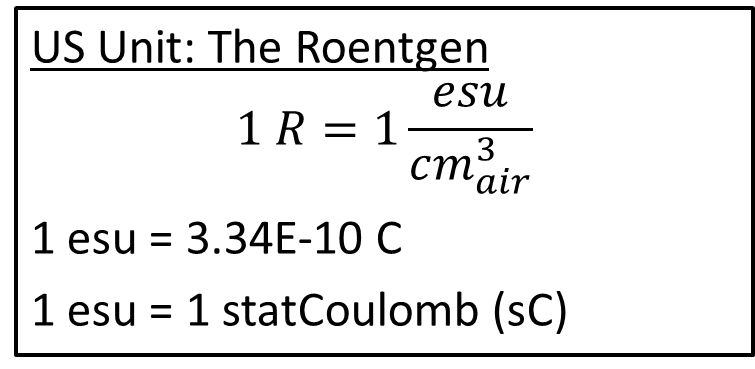 US Unit: The Roentgen
1 R = 1 esu/cm³air
1 esu = 3.34E-10 C
1 esu = 1 statCoulomb (sC)